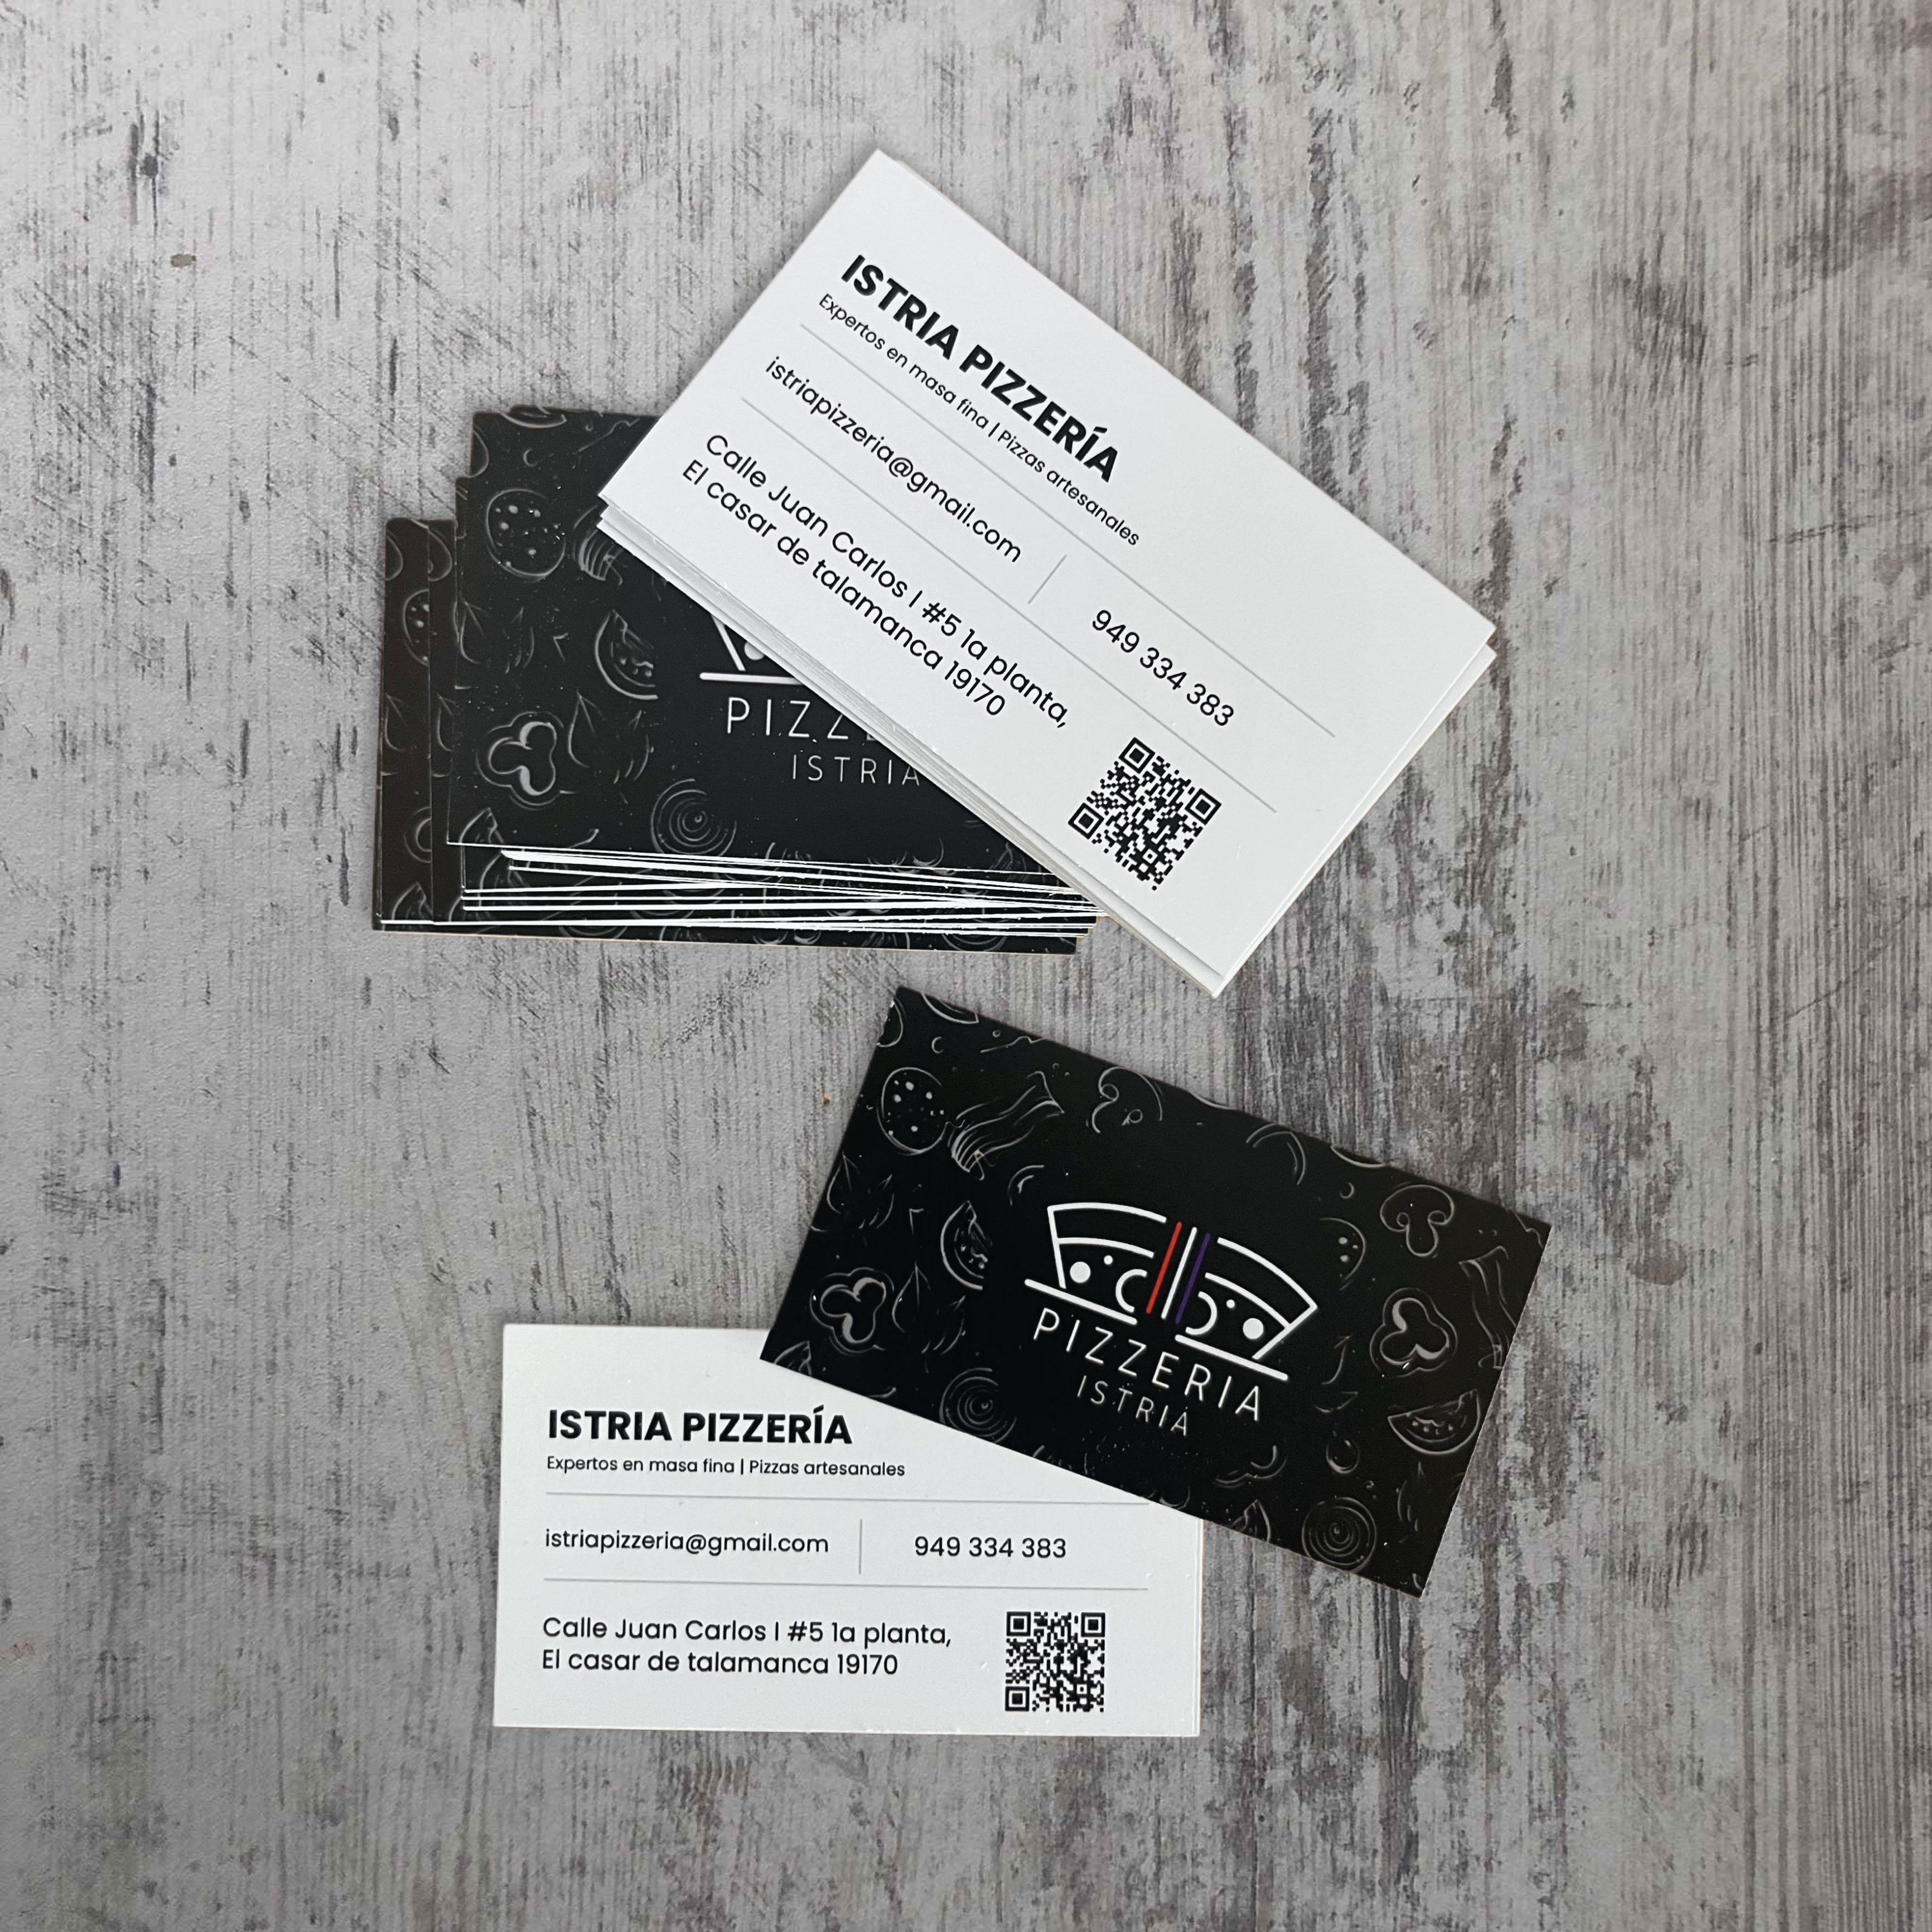 ISTRIA PIZZERÍA
Expertos en masa fina | Pizzas artesanales
istriapizzeria@gmail.com | 949 334 383
Calle Juan Carlos I #5 1a planta,
El casar de talamanca 19170
PIZZE
ISTRIA
PIZZERIA
ISTRIA
ISTRIA PIZZERÍA
Expertos en masa fina | Pizzas artesanales
istriapizzeria@gmail.com | 949 334 383
Calle Juan Carlos I #5 1a planta,
El casar de talamanca 19170